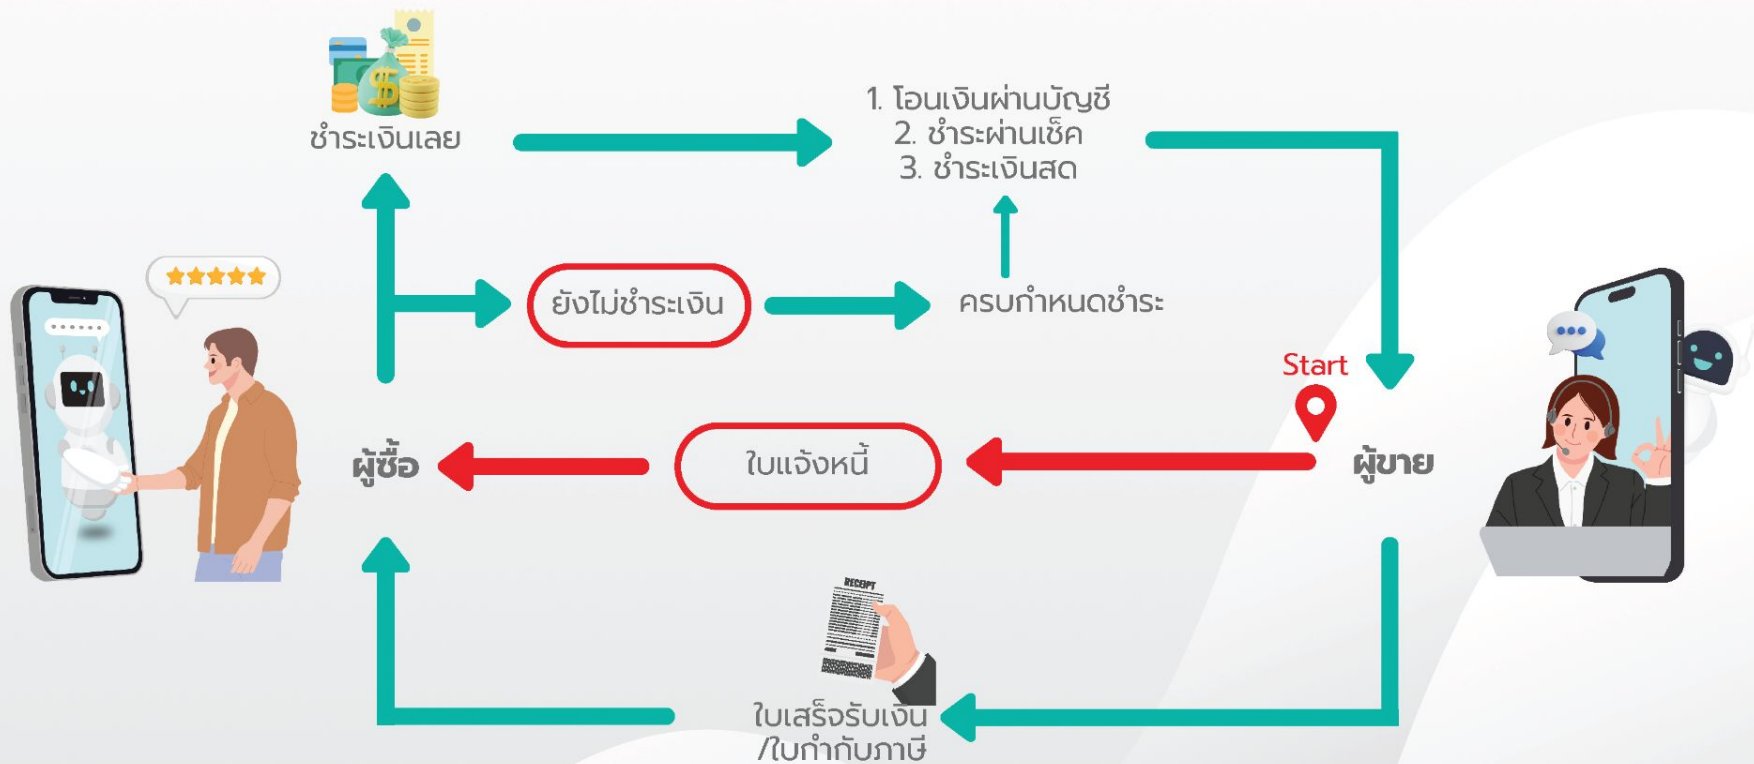 ชำระเงินเลย
1. โอนเงินผ่านบัญชี
2. ชำระผ่านเช็ค
3. ชำระเงินสด
ยังไม่ชำระเงิน
ครบกำหนดชำระ
Start
ผู้ซื้อ
ใบแจ้งหนี้
ผู้ขาย
RECEIPT
ใบเสร็จรับเงิน
/ใบกำกับภาษี